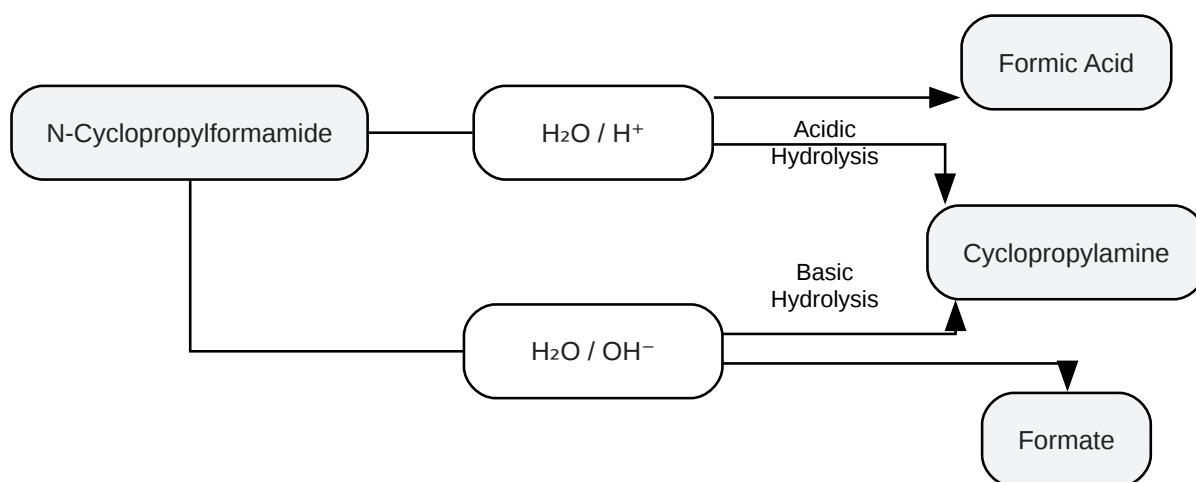 Formic Acid
N-Cyclopropylformamide
H₂O / H⁺
Acidic
Hydrolysis
Cyclopropylamine
Basic
Hydrolysis
H₂O / OH⁻
Formate